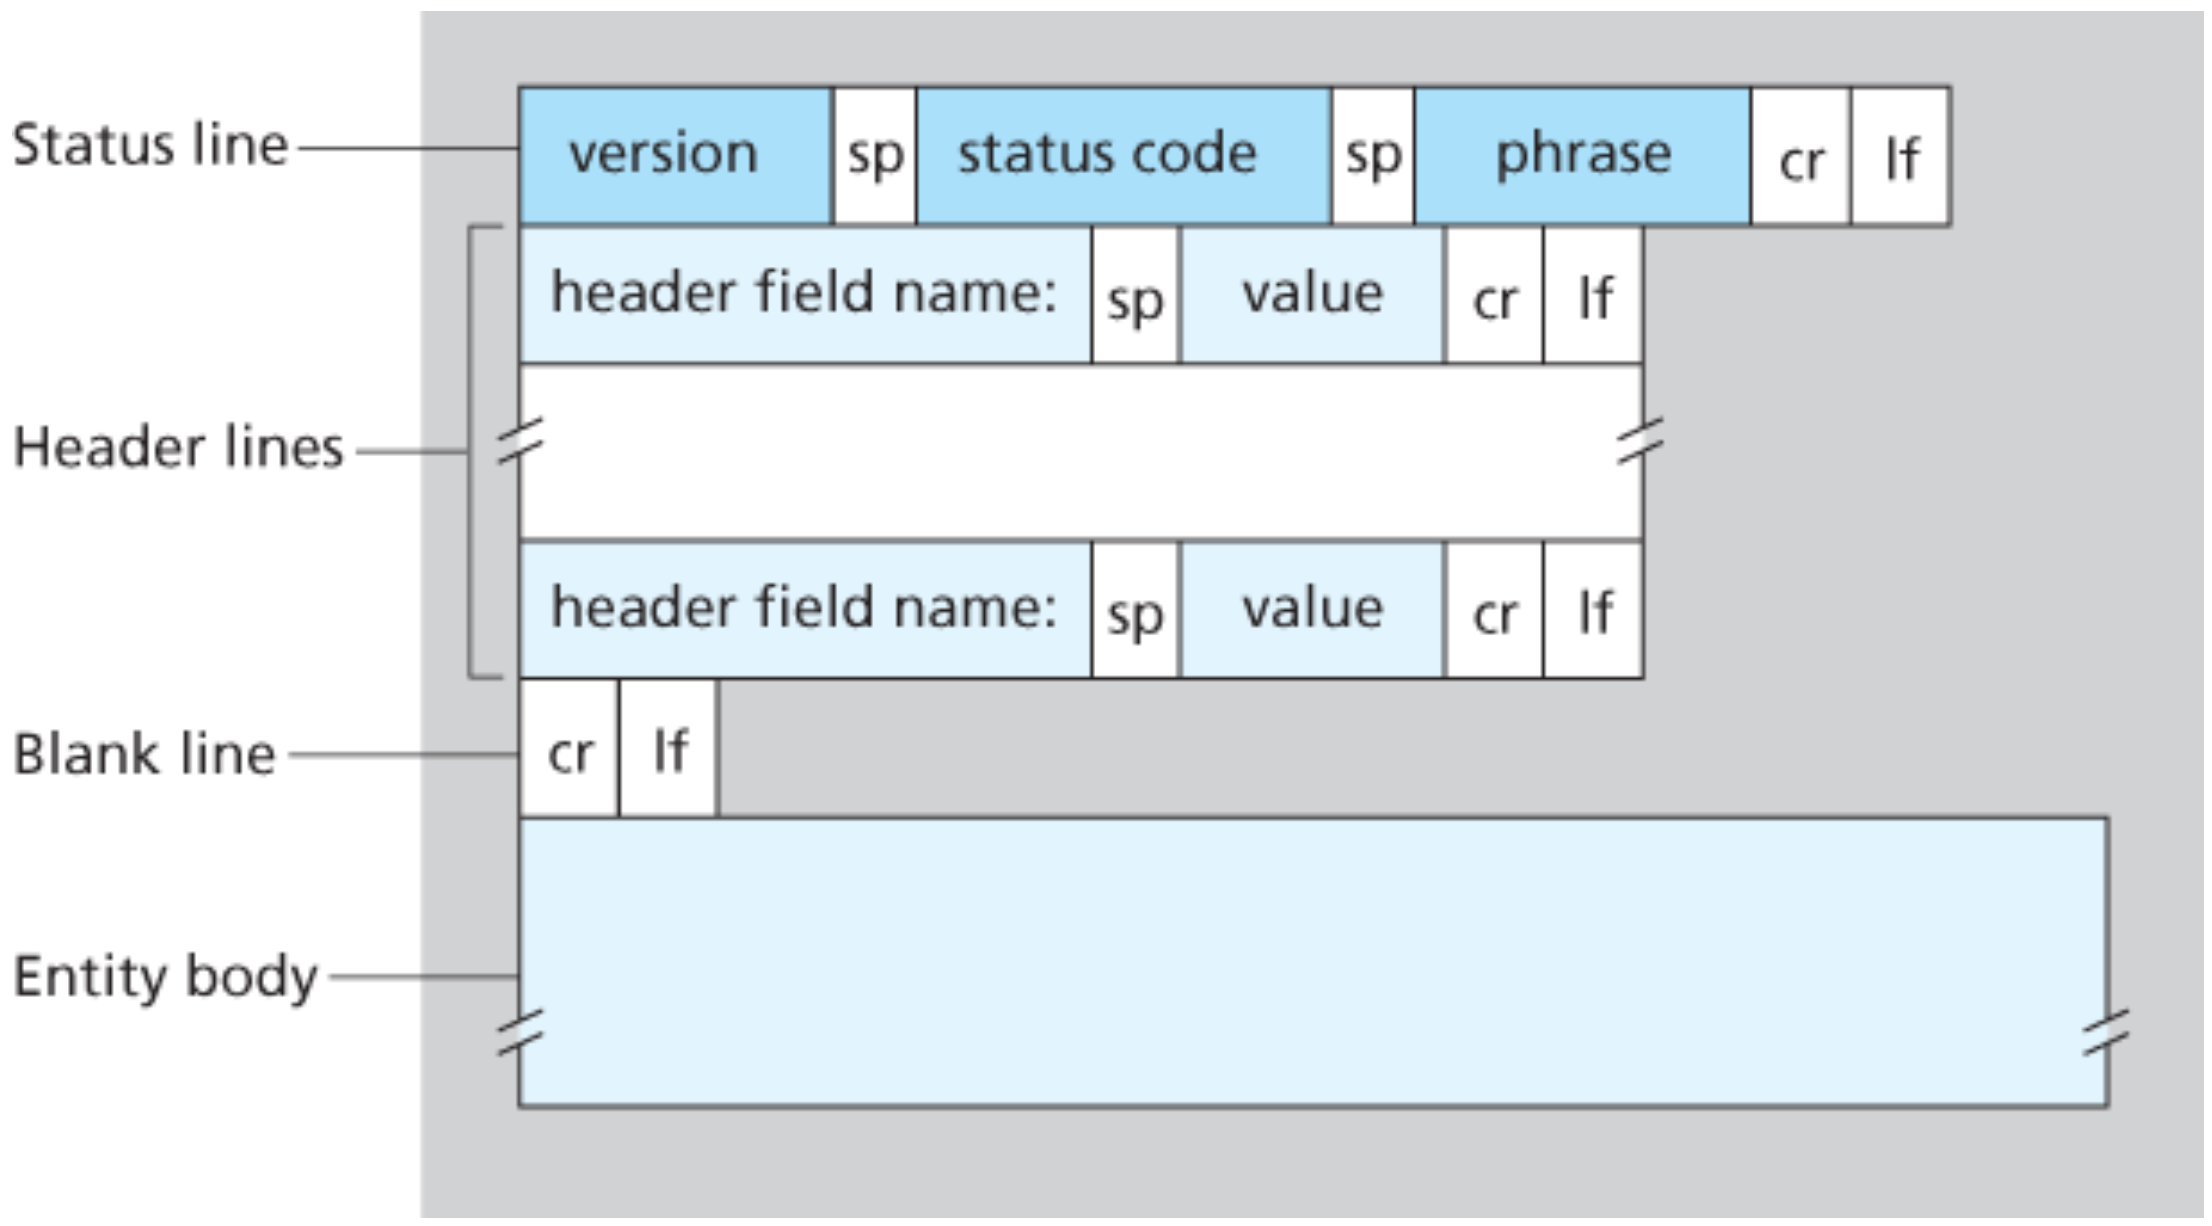 Status line version sp status code sp phrase cr lf
header field name: sp value cr lf
Header lines
header field name: sp value cr lf
Blank line cr lf
Entity body